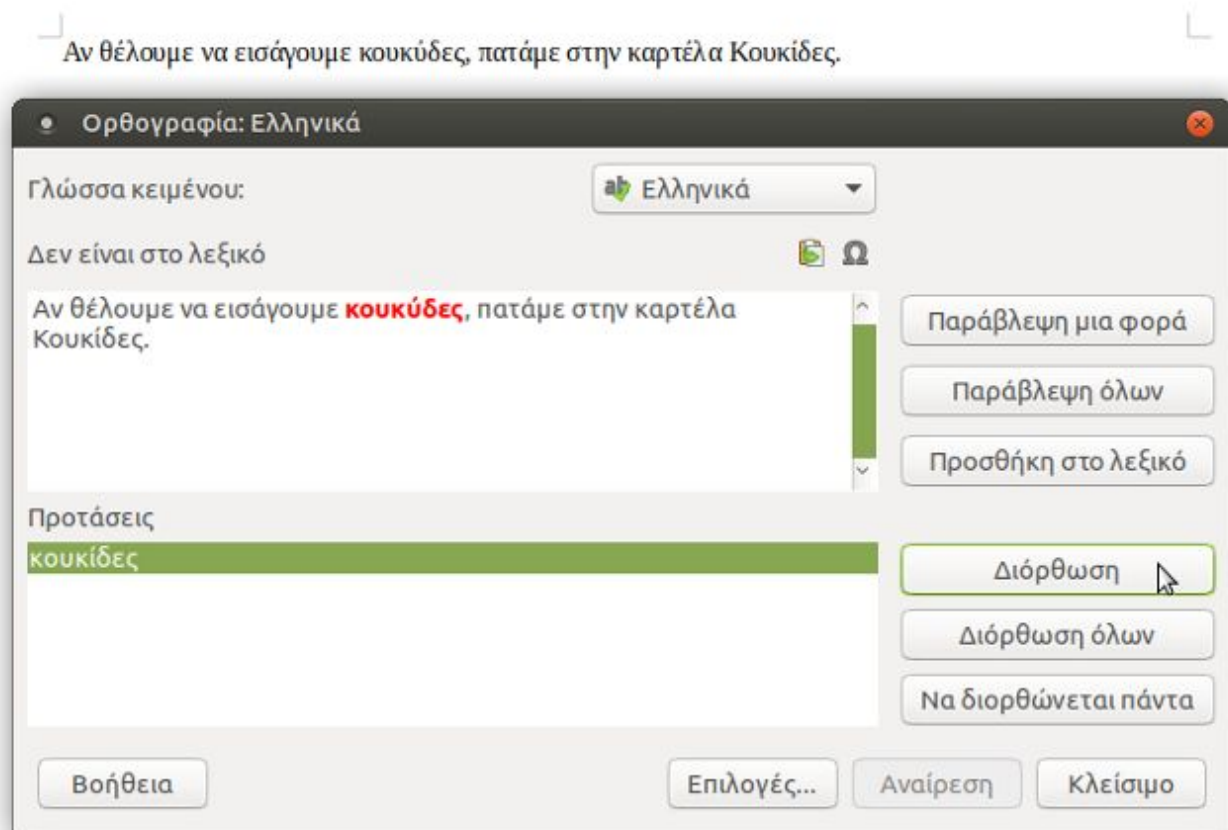 Αν θέλουμε να εισάγουμε κουκύδες, πατάμε στην καρτέλα Κουκίδες.
Ορθογραφία: Ελληνικά
Γλώσσα κειμένου:
Ελληνικά
Δεν είναι στο λεξικό
Αν θέλουμε να εισάγουμε κουκύδες, πατάμε στην καρτέλα
Κουκίδες.
Παράβλεψη μια φορά
Παράβλεψη όλων
Προσθήκη στο λεξικό
Προτάσεις
κουκίδες
Διόρθωση
Διόρθωση όλων
Να διορθώνεται πάντα
Βοήθεια
Επιλογές...
Αναίρεση
Κλείσιμο